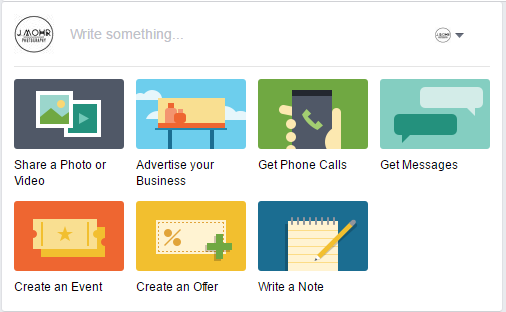 J.MOHR
PHOTOGRAPHY
Write something...
J.MOHR
Share a Photo or
Video
Advertise your
Business
Get Phone Calls
Get Messages
%
Create an Event
Create an Offer
Write a Note